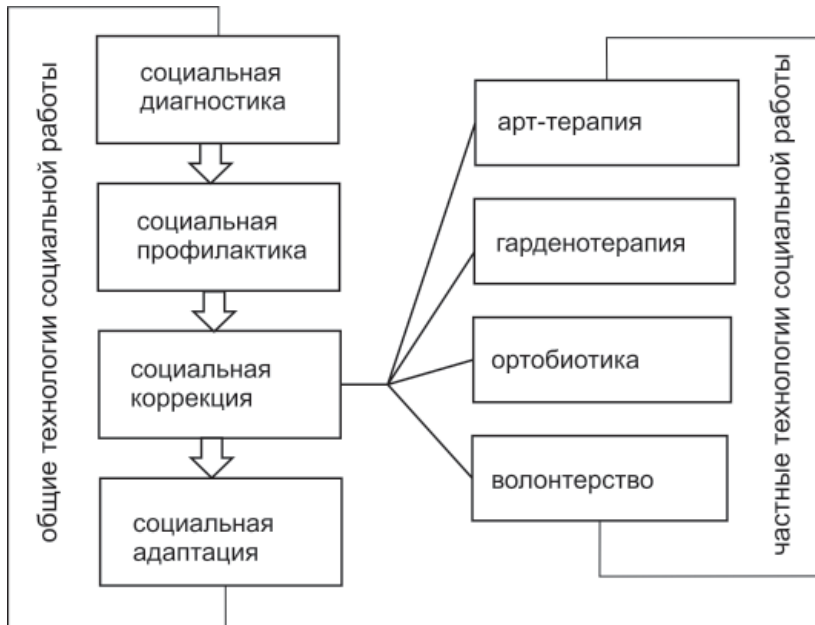 общие технологии социальной работы
социальная
диагностика
социальная
профилактика
социальная
коррекция
социальная
адаптация
арт-терапия
гарденотерапия
ортобиотика
волонтерство
частные технологии социальной работы